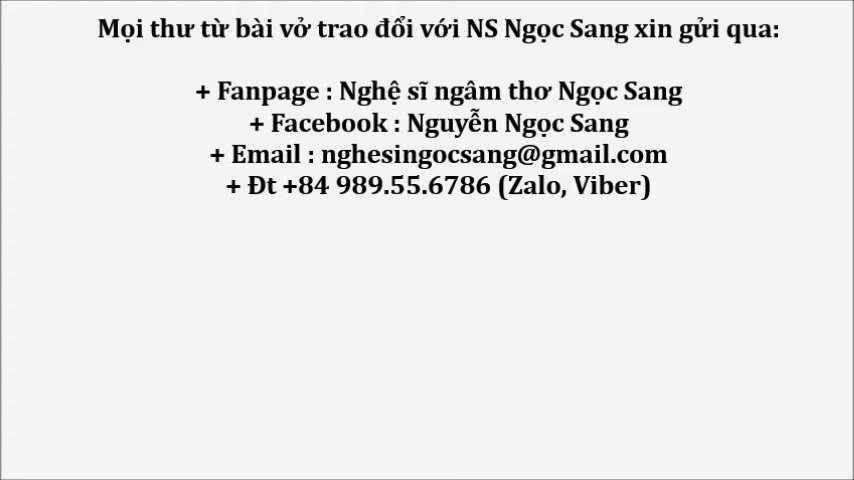 Mọi thư từ bài vở trao đổi với NS Ngọc Sang xin gửi qua:
+ Fanpage : Nghệ sĩ ngâm thơ Ngọc Sang
+ Facebook : Nguyễn Ngọc Sang
+ Email : nghesingocsang@gmail.com
+ Đt +84 989.55.6786 (Zalo, Viber)